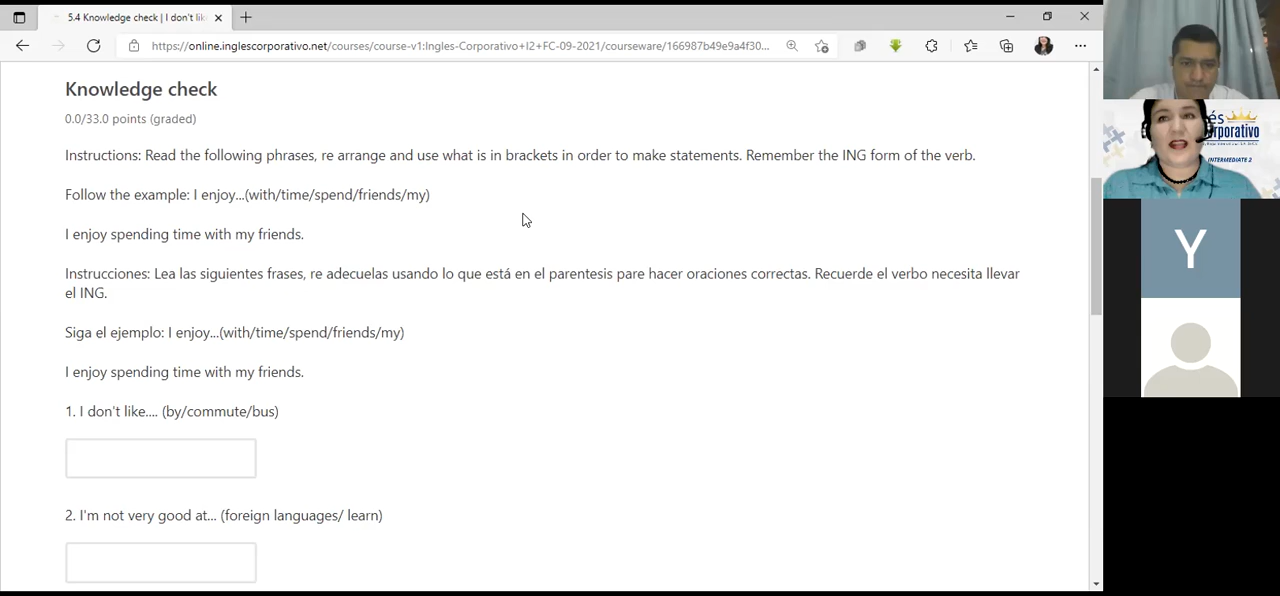 5.4 Knowledge check | I don't lik
https://online.inglescorporativo.net/courses/course-v1:Ingles-Corporativo+I2+FC-09-2021/courseware/166987b49e9a4f30...
Knowledge check
0.0/33.0 points (graded)
Instructions: Read the following phrases, re arrange and use what is in brackets in order to make statements. Remember the ING form of the verb.
Follow the example: I enjoy...(with/time/spend/friends/my)
I enjoy spending time with my friends.
Instrucciones: Lea las siguientes frases, re adecuelas usando lo que está en el parentesis pare hacer oraciones correctas. Recuerde el verbo necesita llevar
el ING.
Siga el ejemplo: I enjoy...(with/time/spend/friends/my)
I enjoy spending time with my friends.
1. I don't like.... (by/commute/bus)
2. I'm not very good at... (foreign languages/ learn)
és
rporativo
INTERMEDIATE 2
Y